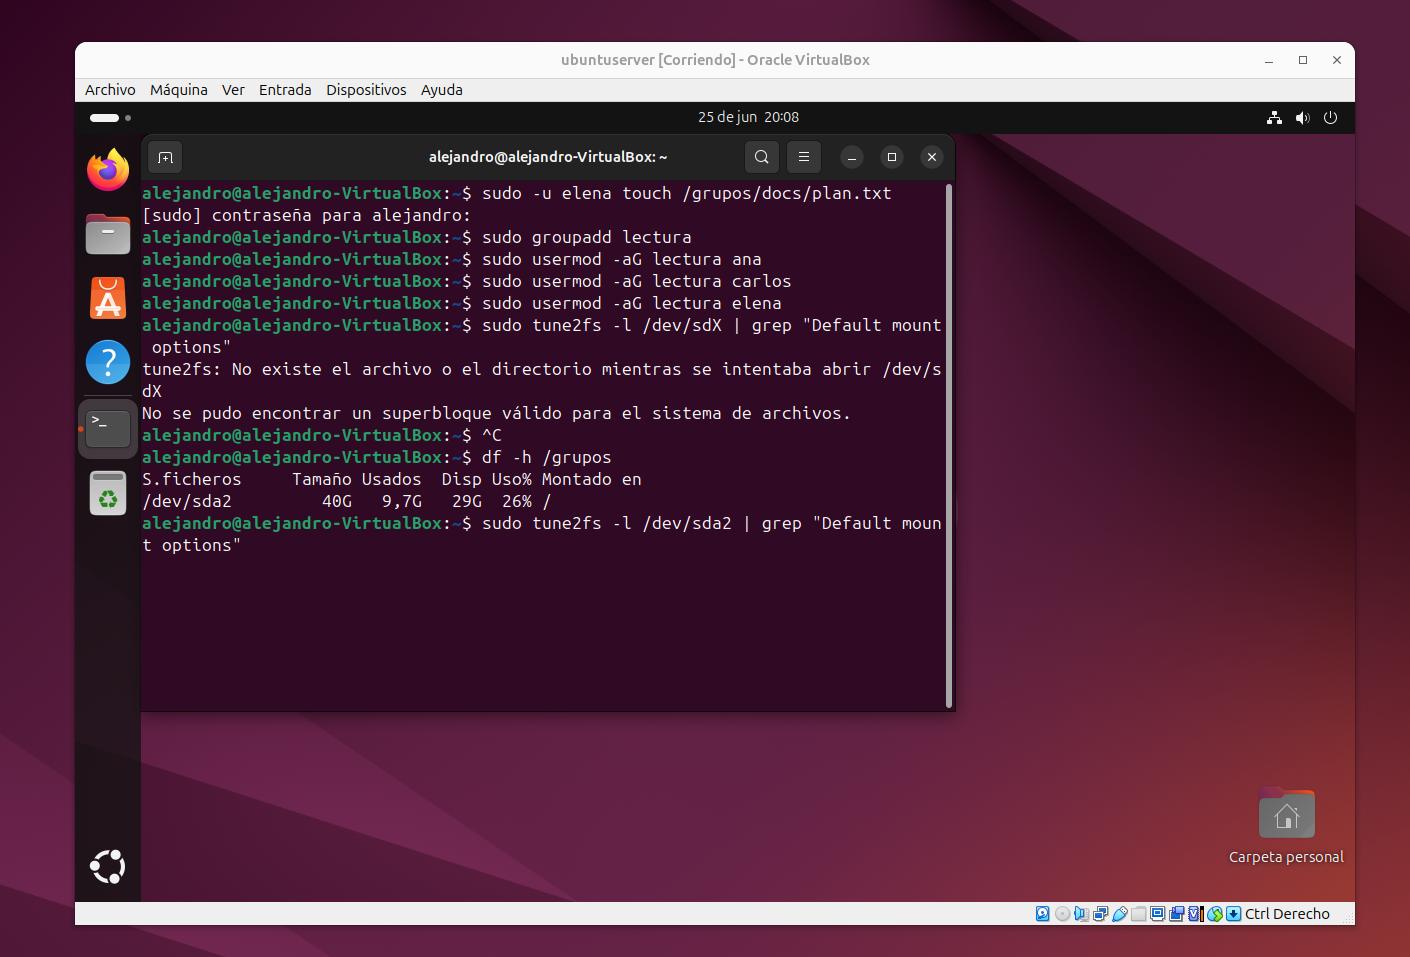 ubuntuserver [Corriendo] - Oracle VirtualBox
Archivo Máquina Ver Entrada Dispositivos Ayuda
25 de jun 20:08
alejandro@alejandro-VirtualBox: ~
alejandro@alejandro-VirtualBox:~$ sudo -u elena touch /grupos/docs/plan.txt
[sudo] contraseña para alejandro:
alejandro@alejandro-VirtualBox:~$ sudo groupadd lectura
alejandro@alejandro-VirtualBox:~$ sudo usermod -aG lectura ana
alejandro@alejandro-VirtualBox:~$ sudo usermod -aG lectura carlos
alejandro@alejandro-VirtualBox:~$ sudo usermod -aG lectura elena
alejandro@alejandro-VirtualBox:~$ sudo tune2fs -l /dev/sdX | grep "Default mount
 options"
tune2fs: No existe el archivo o el directorio mientras se intentaba abrir /dev/s
dX
No se pudo encontrar un superbloque válido para el sistema de archivos.
alejandro@alejandro-VirtualBox:~$ ^C
alejandro@alejandro-VirtualBox:~$ df -h /grupos
S.ficheros     Tamaño Usados  Disp Uso% Montado en
/dev/sda2         40G   9,7G   29G  26% /
alejandro@alejandro-VirtualBox:~$ sudo tune2fs -l /dev/sda2 | grep "Default moun
t options"
Carpeta personal
Ctrl Derecho